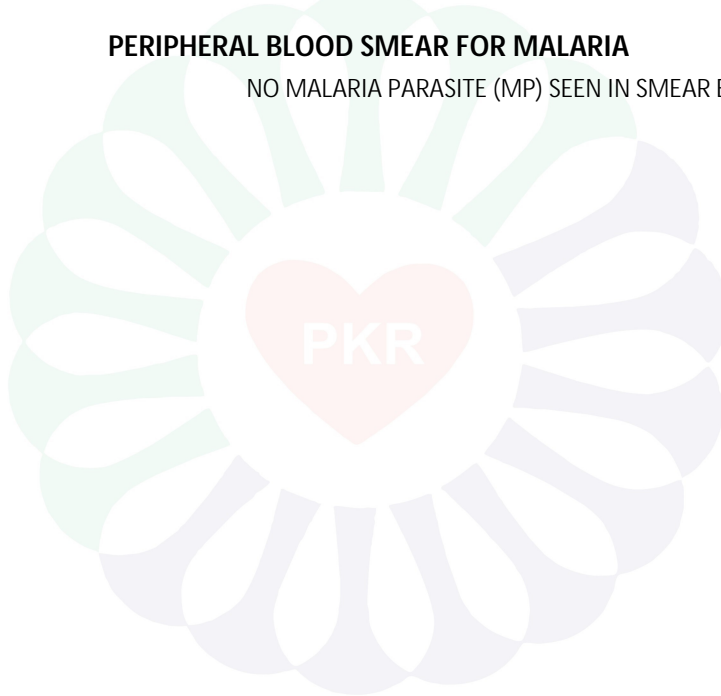 PERIPHERAL BLOOD SMEAR FOR MALARIA
NO MALARIA PARASITE (MP) SEEN IN SMEAR
PKR